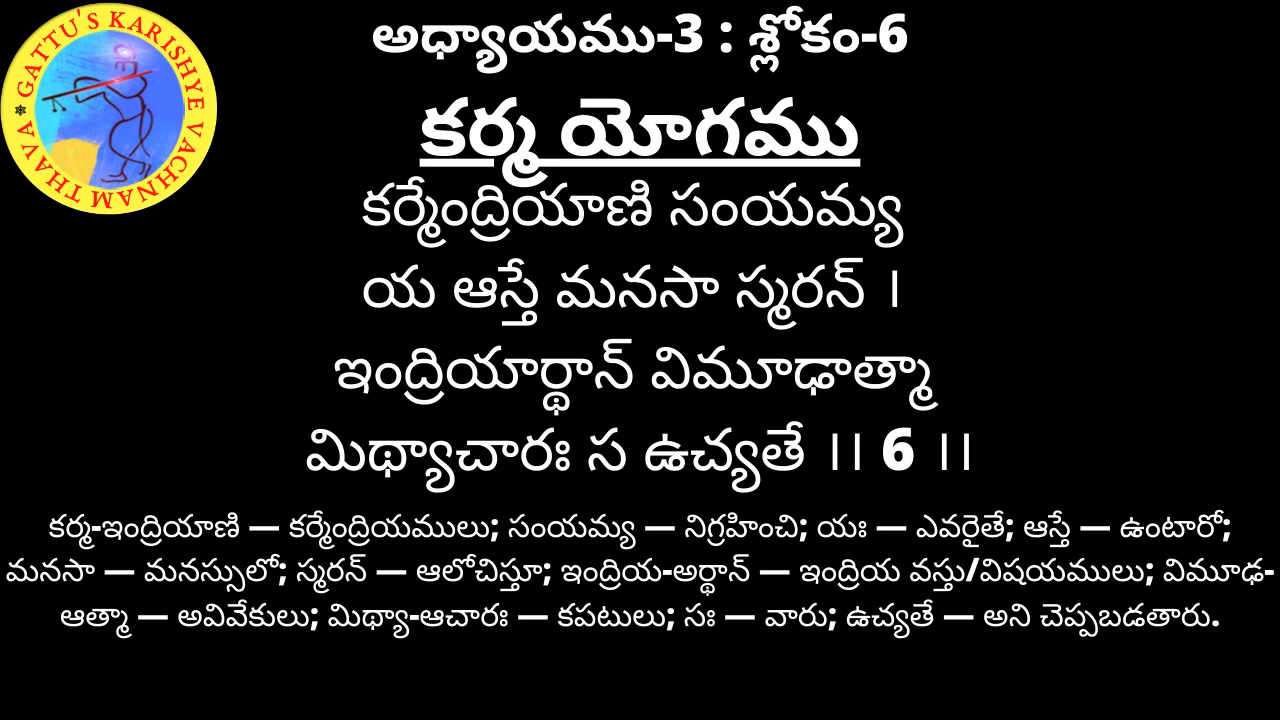 GATTU'S KARISHYE VACHNAM THAVA
అధ్యాయము-3 : శ్లోకం-6
కర్మ యోగము
కర్మేంద్రియాణి సంయమ్య
య ఆస్తే మనసా స్మరన్ ।
ఇంద్రియార్థాన్ విమూఢాత్మా
మిథ్యాచారః స ఉచ్యతే ।। 6 ।।
కర్మ-ఇంద్రియాణి — కర్మేంద్రియములు; సంయమ్య — నిగ్రహించి; యః — ఎవరైతే; ఆస్తే — ఉంటారో;
మనసా — మనస్సులో; స్మరన్ — ఆలోచిస్తూ; ఇంద్రియ-అర్థాన్ — ఇంద్రియ వస్తు/విషయములు; విమూఢ-
ఆత్మా — అవివేకులు; మిథ్యా-ఆచారః — కపటులు; సః — వారు; ఉచ్యతే — అని చెప్పబడతారు.